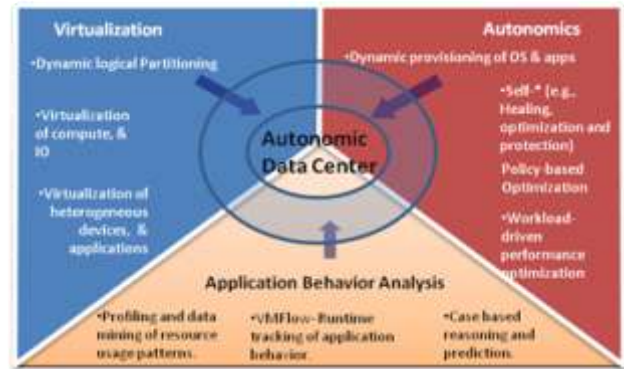 Virtualization
•Dynamic logical Partitioning
•Virtualization
of compute, &
IO
•Virtualization of
heterogeneous
devices, &
applications
Autonomics
•Dynamic provisioning of OS & apps
•Self-* (e.g.,
Healing,
optimization and
protection)
Policy-based
Optimization
•Workload-
driven
performance
optimization
Autonomic
Data Center
Application Behavior Analysis
•Profiling and data
mining of resource
usage patterns.
•VMFlow- Runtime
tracking of application
behavior.
•Case based
reasoning and
prediction.